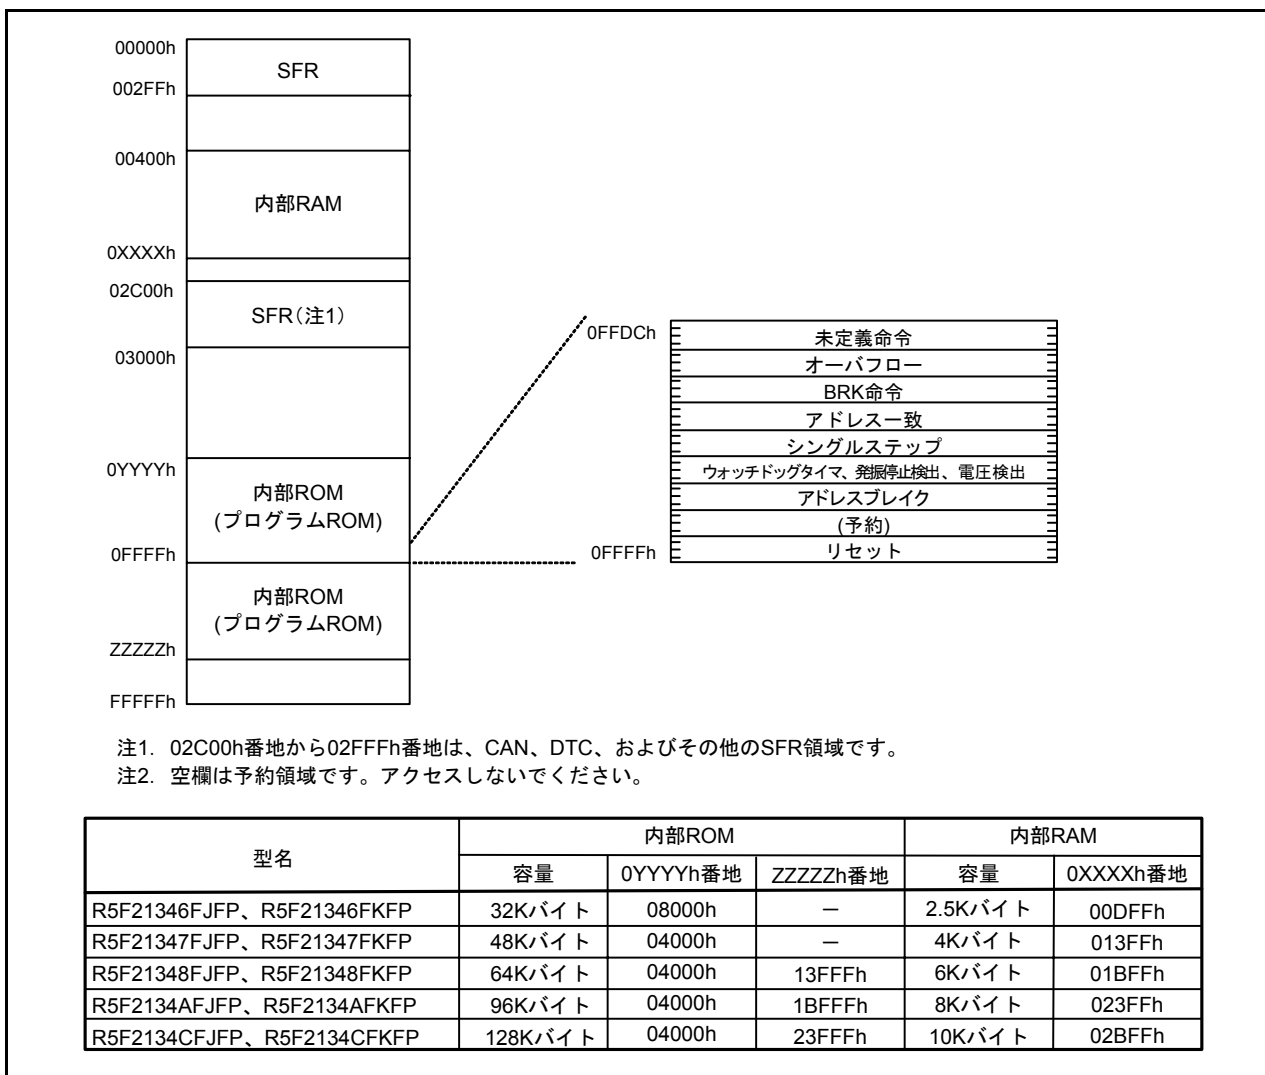 00000h
SFR
002FFh
00400h
内部RAM
0XXXXh
02C00h
SFR(注1)
03000h
0YYYYh
内部ROM
(プログラムROM)
0FFFFh
内部ROM
(プログラムROM)
ZZZZZh
FFFFFh
0FFDCh
未定義命令
オーバフロー
BRK命令
アドレス一致
シングルステップ
ウォッチドッグタイマ、発振停止検出、電圧検出
アドレスブレイク
(予約)
0FFFFh
リセット
注1. 02C00h番地から02FFFh番地は、CAN、DTC、およびその他のSFR領域です。
注2. 空欄は予約領域です。アクセスしないでください。
型名 内部ROM 内部RAM
容量 0YYYYh番地 ZZZZZh番地 容量 0XXXXh番地
R5F21346FJFP、R5F21346FKFP 32Kバイト 08000h － 2.5Kバイト 00DFFh
R5F21347FJFP、R5F21347FKFP 48Kバイト 04000h － 4Kバイト 013FFh
R5F21348FJFP、R5F21348FKFP 64Kバイト 04000h 13FFFh 6Kバイト 01BFFh
R5F2134AFJFP、R5F2134AFKFP 96Kバイト 04000h 1BFFFh 8Kバイト 023FFh
R5F2134CFJFP、R5F2134CFKFP 128Kバイト 04000h 23FFFh 10Kバイト 02BFFh